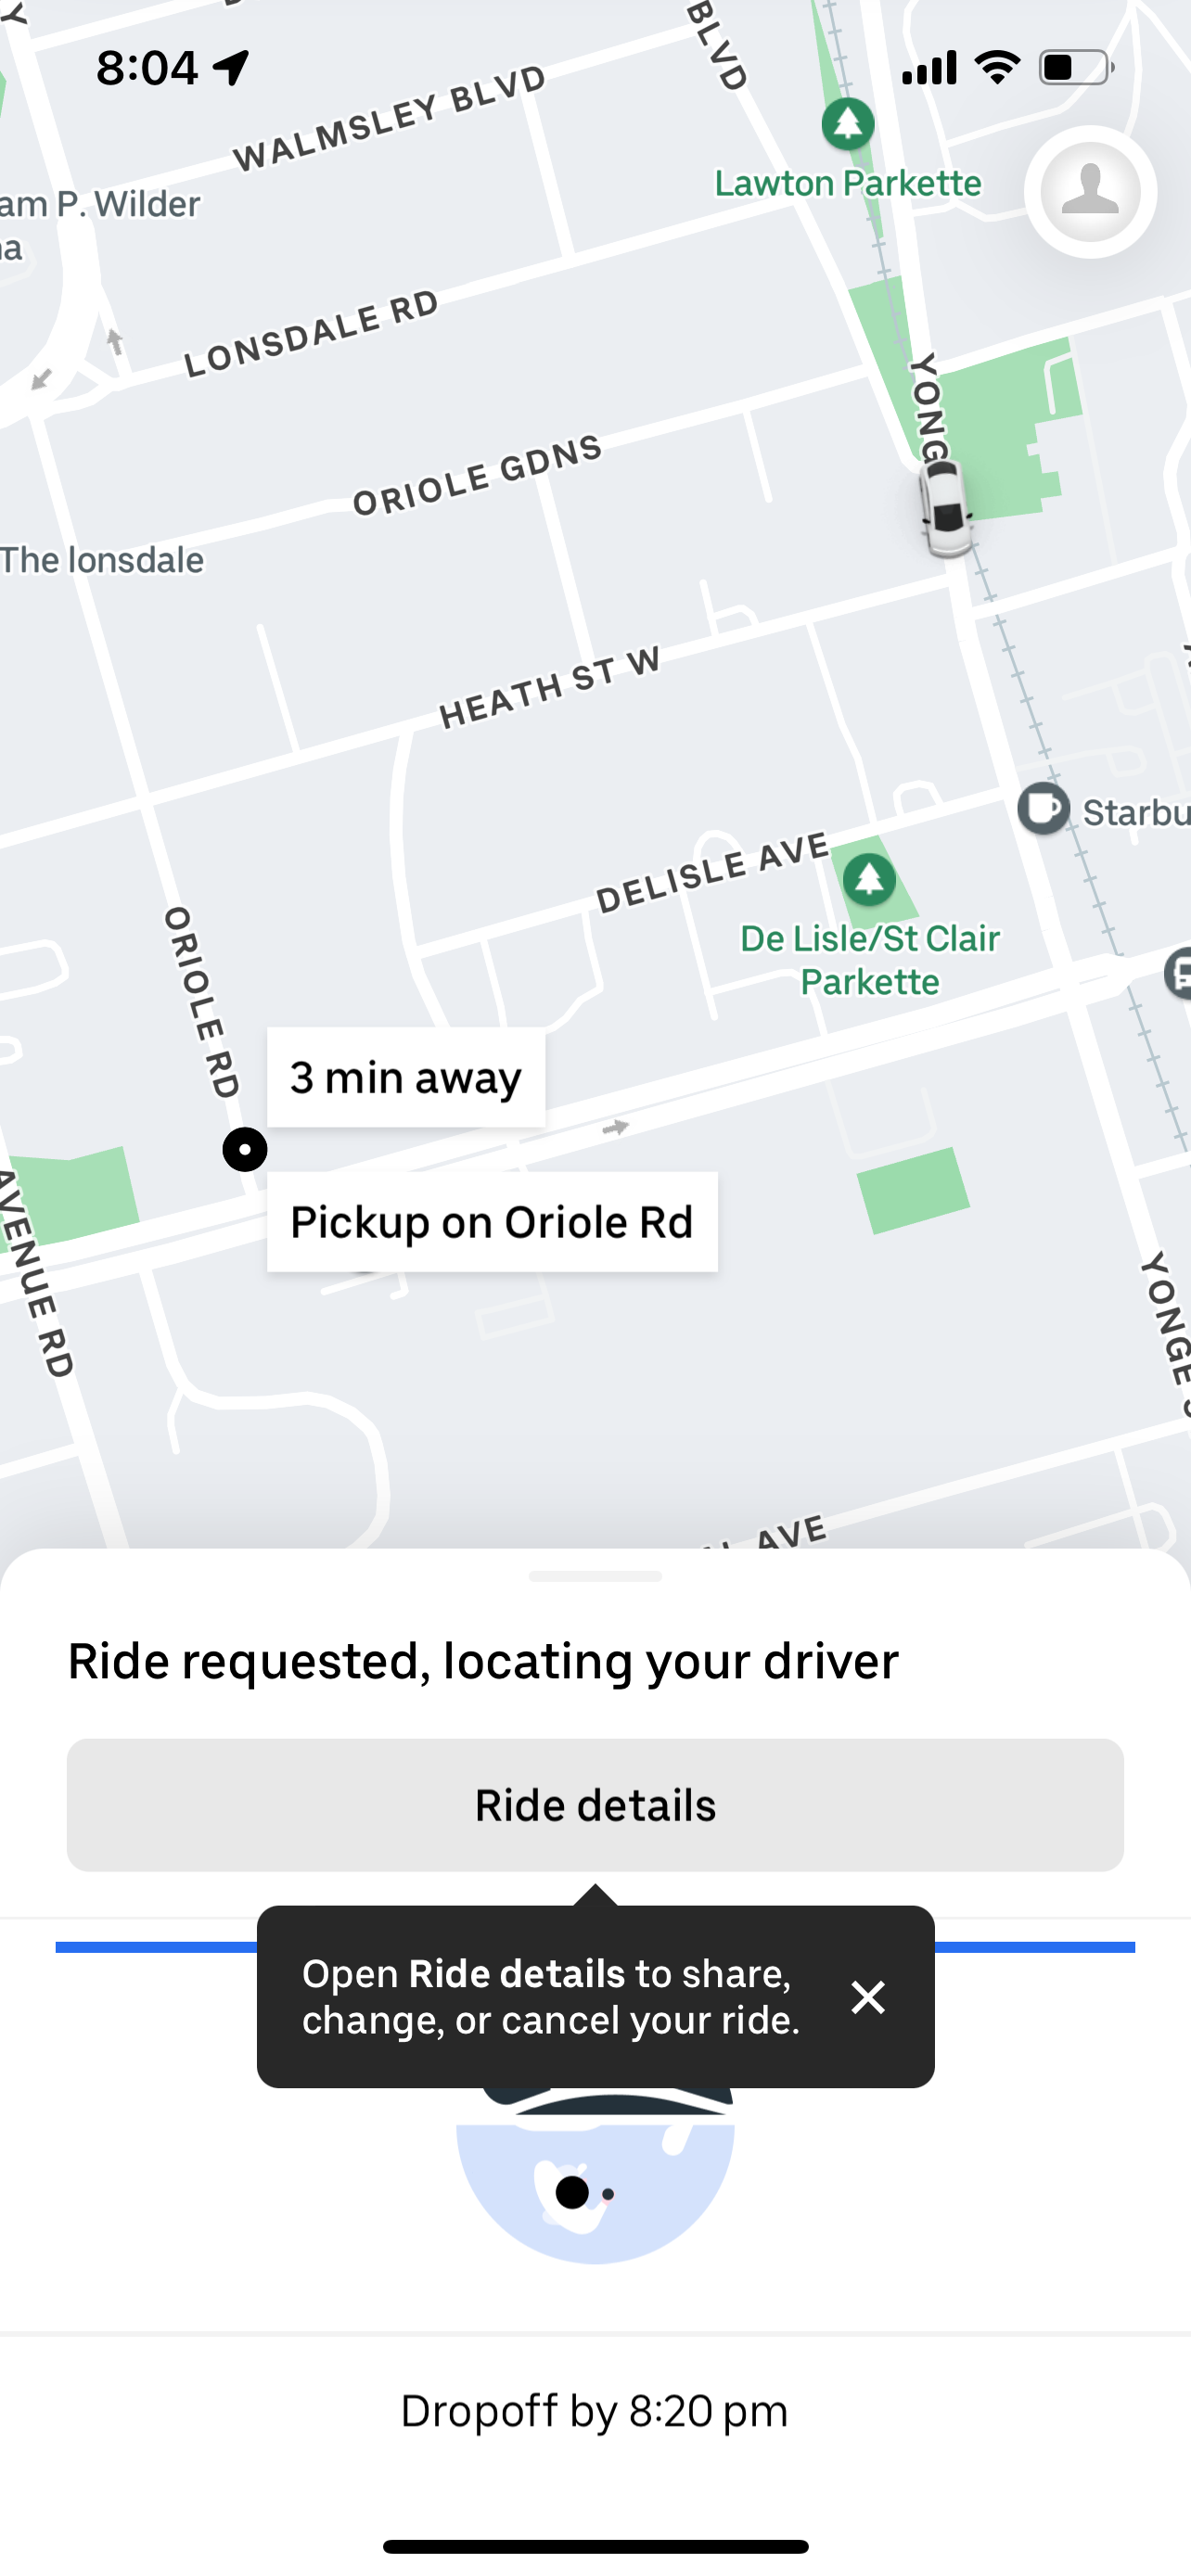 8:04
BLVD
WALMSLEY BLVD
Lawton Parkette
am P. Wilder
na
LONSDALE RD
YONG
ORIOLE GDNS
The lonsdale
HEATH ST W
Starbu
DELISLE AVE
De Lisle/St Clair
Parkette
ORIOLE RD
3 min away
Pickup on Oriole Rd
AVENUE RD
YONGE S
AVE
Ride requested, locating your driver
Ride details
Open Ride details to share,
change, or cancel your ride.
Dropoff by 8:20 pm